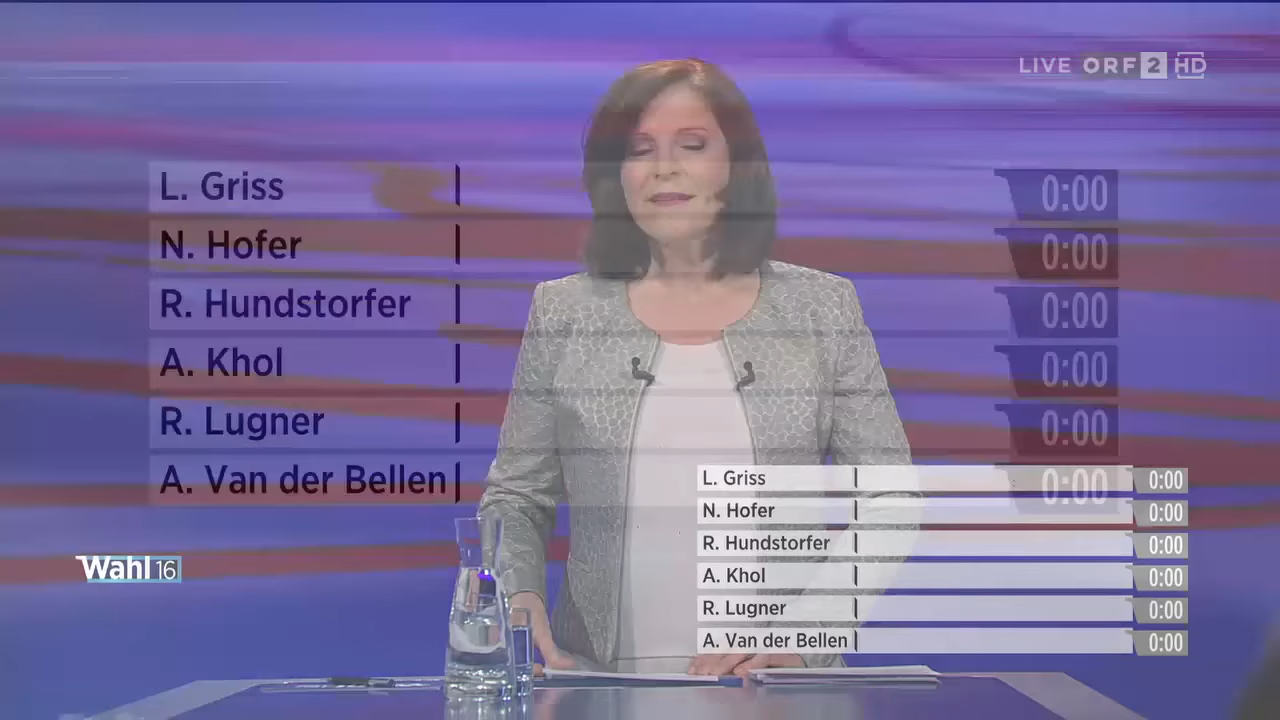 LIVE ORF 2 HD
L. Griss 0:00
N. Hofer 0:00
R. Hundstorfer 0:00
A. Khol 0:00
R. Lugner 0:00
A. Van der Bellen 0:00
L. Griss 0:00
N. Hofer 0:00
R. Hundstorfer 0:00
A. Khol 0:00
R. Lugner 0:00
A. Van der Bellen 0:00
Wahl 16